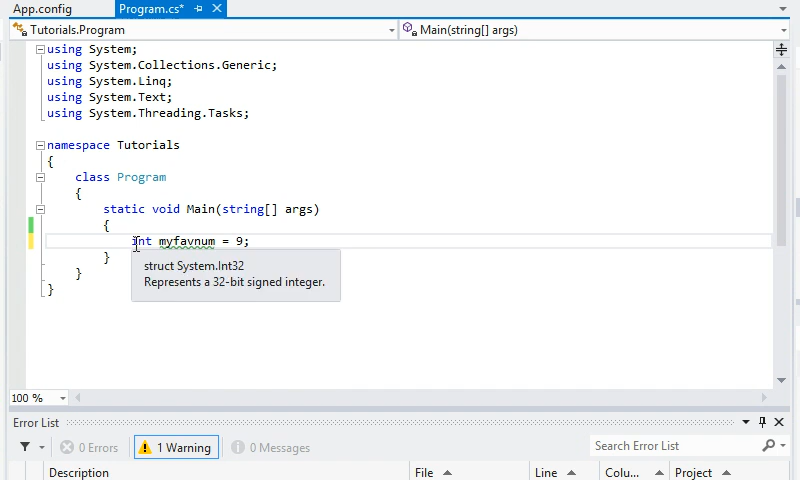 App.config Program.cs*
Tutorials.Program Main(string[] args)
using System;
using System.Collections.Generic;
using System.Linq;
using System.Text;
using System.Threading.Tasks;
namespace Tutorials
{
class Program
{
static void Main(string[] args)
{
int myfavnum = 9;
}
}
}
struct System.Int32
Represents a 32-bit signed integer.
100 %
Error List
0 Errors 1 Warning 0 Messages Search Error List
Description File Line Colu... Project